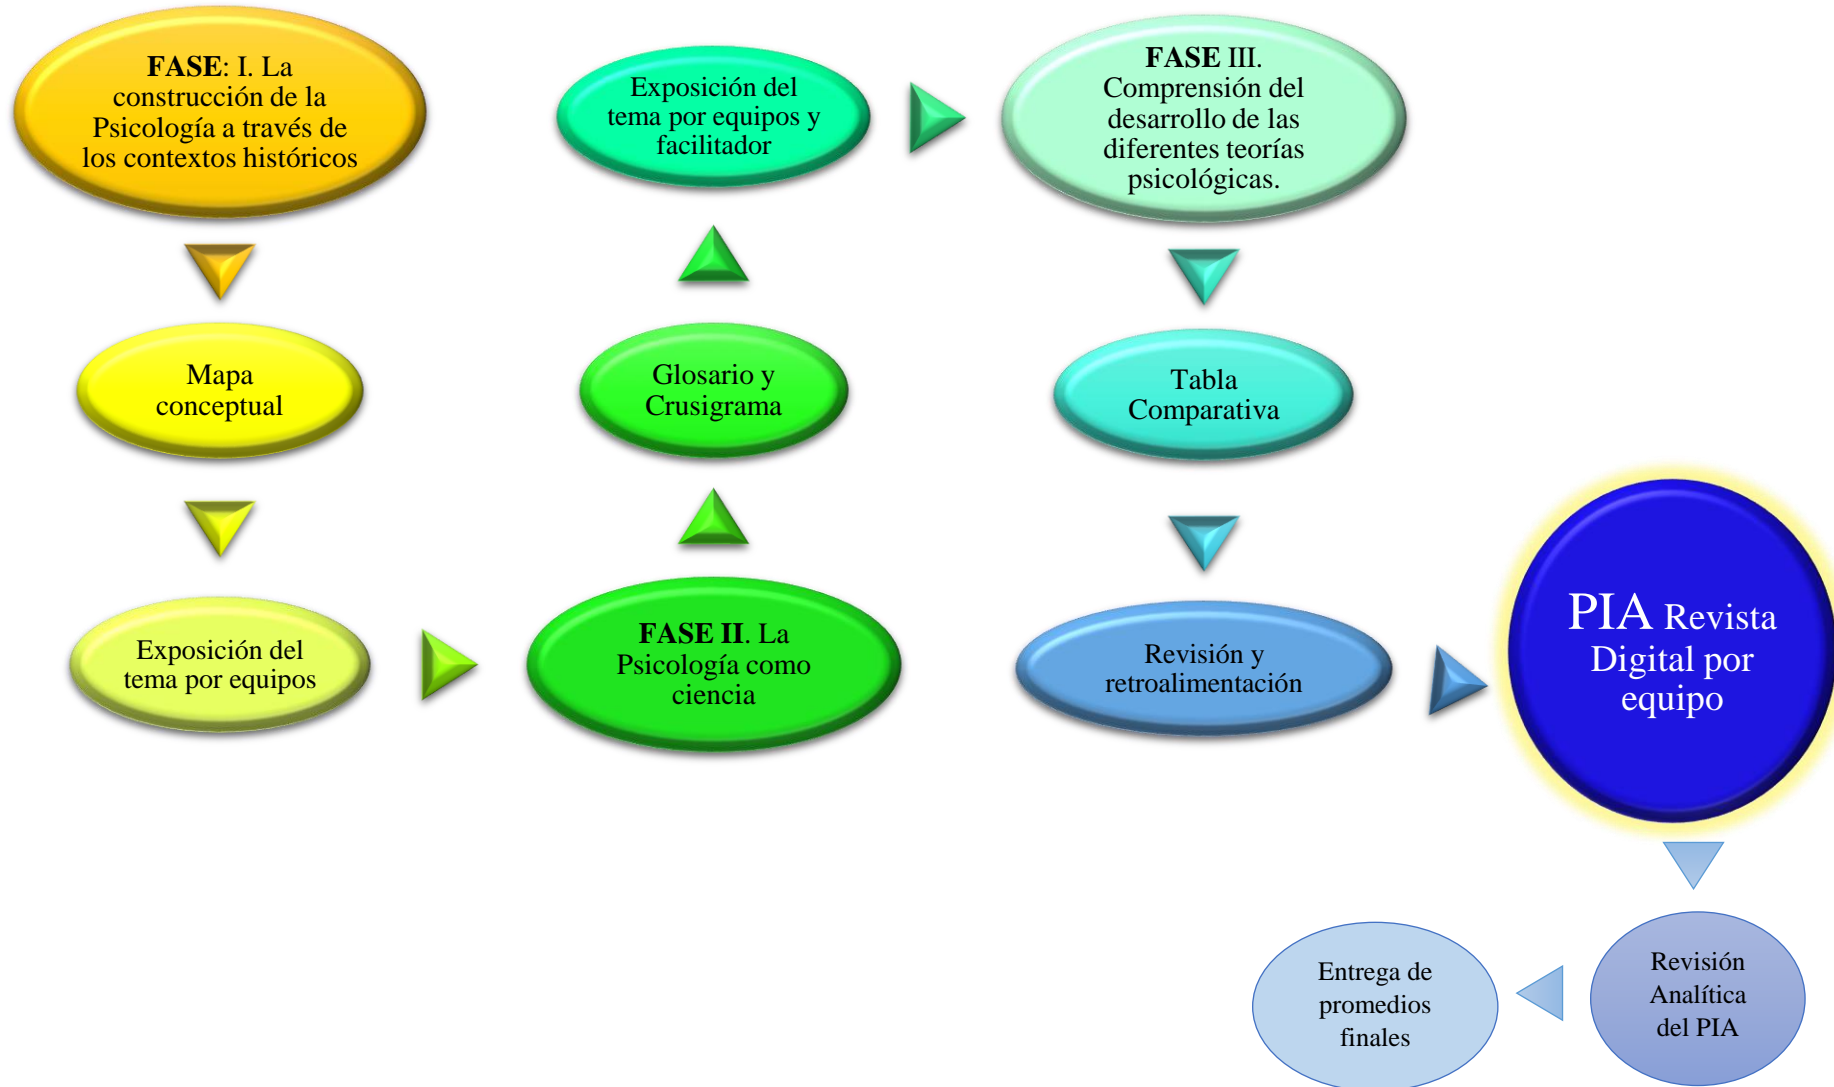 FASE: I. La
construcción de la
Psicología a través de
los contextos históricos
Mapa
conceptual
Exposición del
tema por equipos
FASE II. La
Psicología como
ciencia
Glosario y
Crusigrama
Exposición del
tema por equipos y
facilitador
FASE III.
Comprensión del
desarrollo de las
diferentes teorías
psicológicas.
Tabla
Comparativa
Revisión y
retroalimentación
PIA Revista
Digital por
equipo
Revisión
Analítica
del PIA
Entrega de
promedios
finales